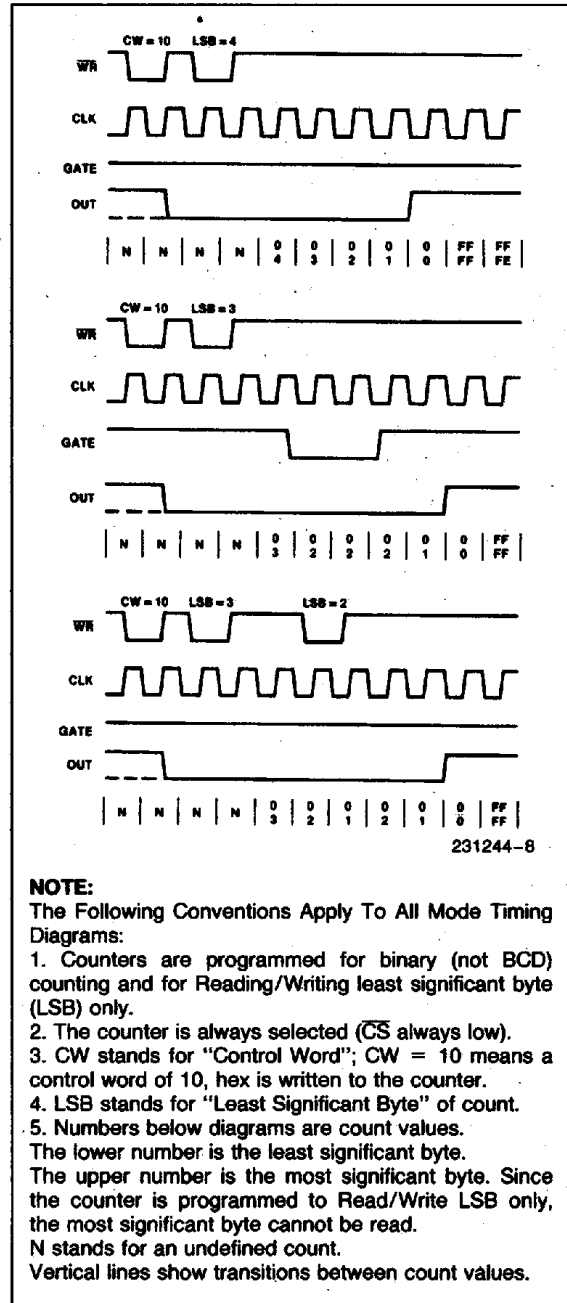 CW = 10 LSB = 4
WR
CLK
GATE
OUT
N N N N 0 0 0 0 0 FF FF
4 3 2 1 0 FF FE
CW = 10 LSB = 3
WR
CLK
GATE
OUT
N N N N 0 0 0 0 0 0 FF
3 2 2 2 1 0 FF
CW = 10 LSB = 3 LSB = 2
WR
CLK
GATE
OUT
N N N N 0 0 0 0 0 0 FF
3 2 1 2 1 0 FF
231244-8
NOTE:
The Following Conventions Apply To All Mode Timing
Diagrams:
1. Counters are programmed for binary (not BCD)
counting and for Reading/Writing least significant byte
(LSB) only.
2. The counter is always selected (CS always low).
3. CW stands for "Control Word"; CW = 10 means a
control word of 10, hex is written to the counter.
4. LSB stands for "Least Significant Byte" of count.
5. Numbers below diagrams are count values.
The lower number is the least significant byte.
The upper number is the most significant byte. Since
the counter is programmed to Read/Write LSB only,
the most significant byte cannot be read.
N stands for an undefined count.
Vertical lines show transitions between count values.